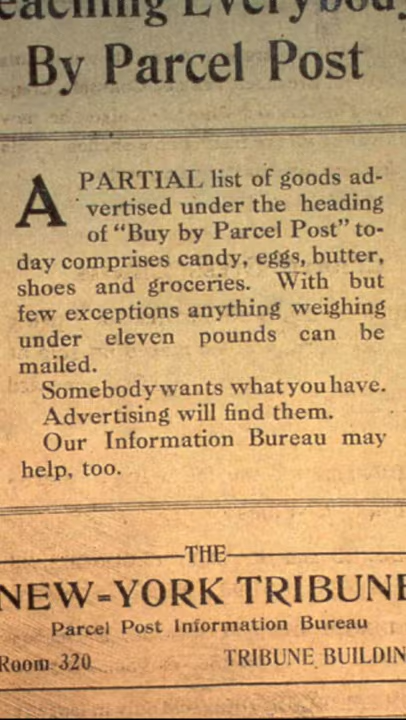 eaching Everybody
By Parcel Post
A PARTIAL list of goods ad-
vertised under the heading
of "Buy by Parcel Post" to-
day comprises candy, eggs, butter,
shoes and groceries. With but
few exceptions anything weighing
under eleven pounds can be
mailed.
Somebody wants what you have.
Advertising will find them.
Our Information Bureau may
help, too.
THE
NEW-YORK TRIBUNE
Parcel Post Information Bureau
Room 320 TRIBUNE BUILDIN